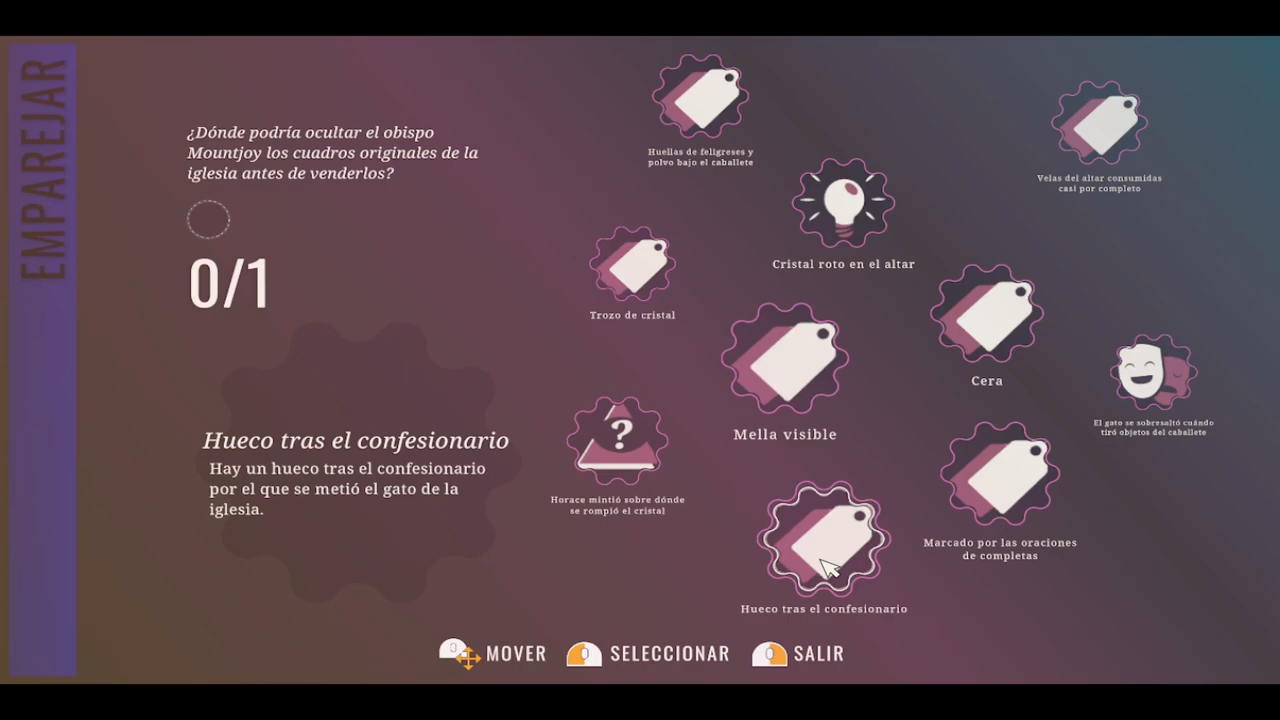 EMPAREJAR
¿Dónde podría ocultar el obispo
Mountjoy los cuadros originales de la
iglesia antes de venderlos?
0/1
Hueco tras el confesionario
Hay un hueco tras el confesionario
por el que se metió el gato de la
iglesia.
Huellas de feligreses y
polvo bajo el caballete
Velas del altar consumidas
casi por completo
Cristal roto en el altar
Trozo de cristal
Cera
Mella visible
El gato se sobresaltó cuándo
tiró objetos del caballete
?
Horace mintió sobre dónde
se rompió el cristal
Marcado por las oraciones
de completas
Hueco tras el confesionario
MOVER
SELECCIONAR
SALIR